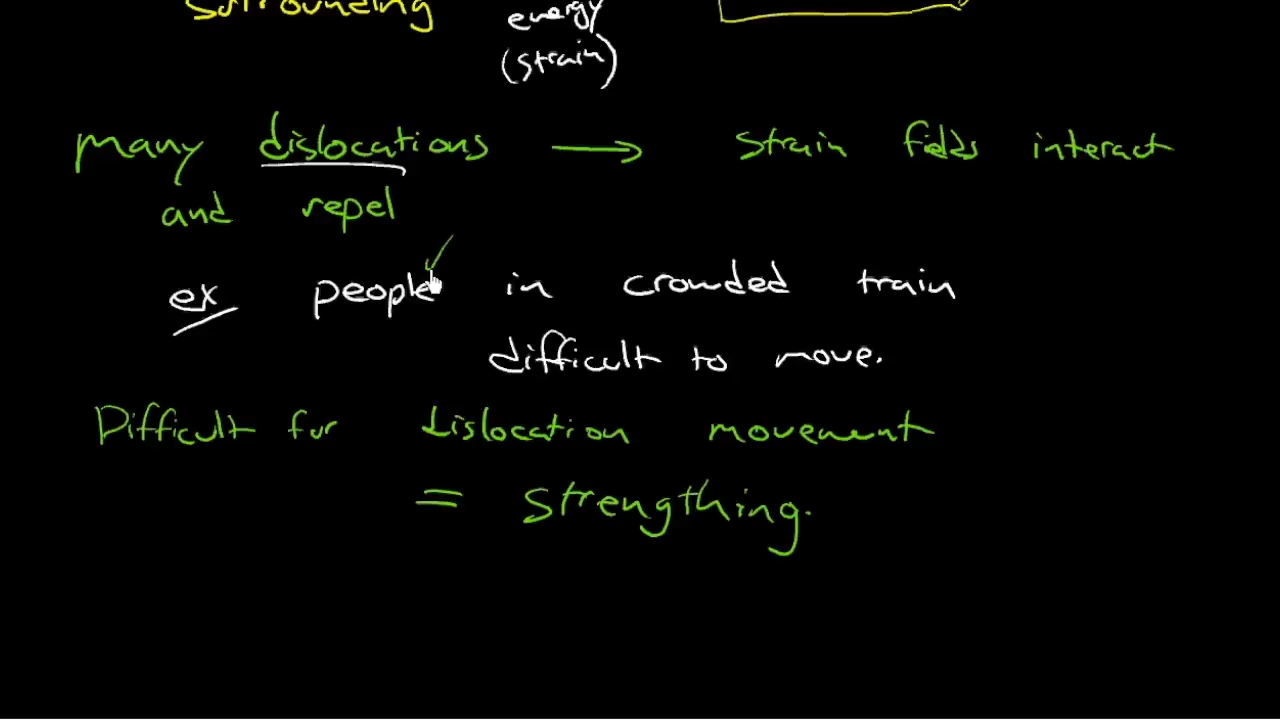 surrounding energy
(strain)
many dislocations → strain fields interact
and repel
ex people in crowded train
difficult to move.
Difficult for dislocation movement
= strengthing.